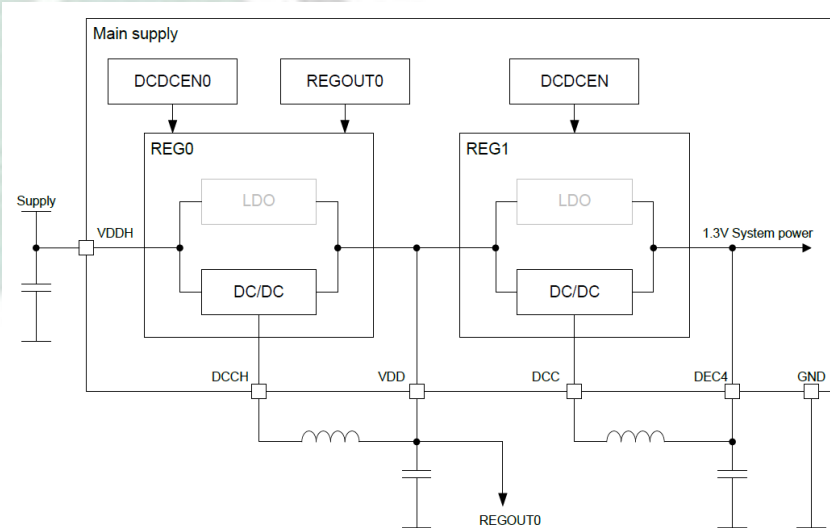 Main supply
DCDCEN0
REGOUT0
DCDCEN
REG0
REG1
LDO
LDO
Supply
VDDH
1.3V System power
DC/DC
DC/DC
DCCH
VDD
DCC
DEC4
GND
REGOUT0